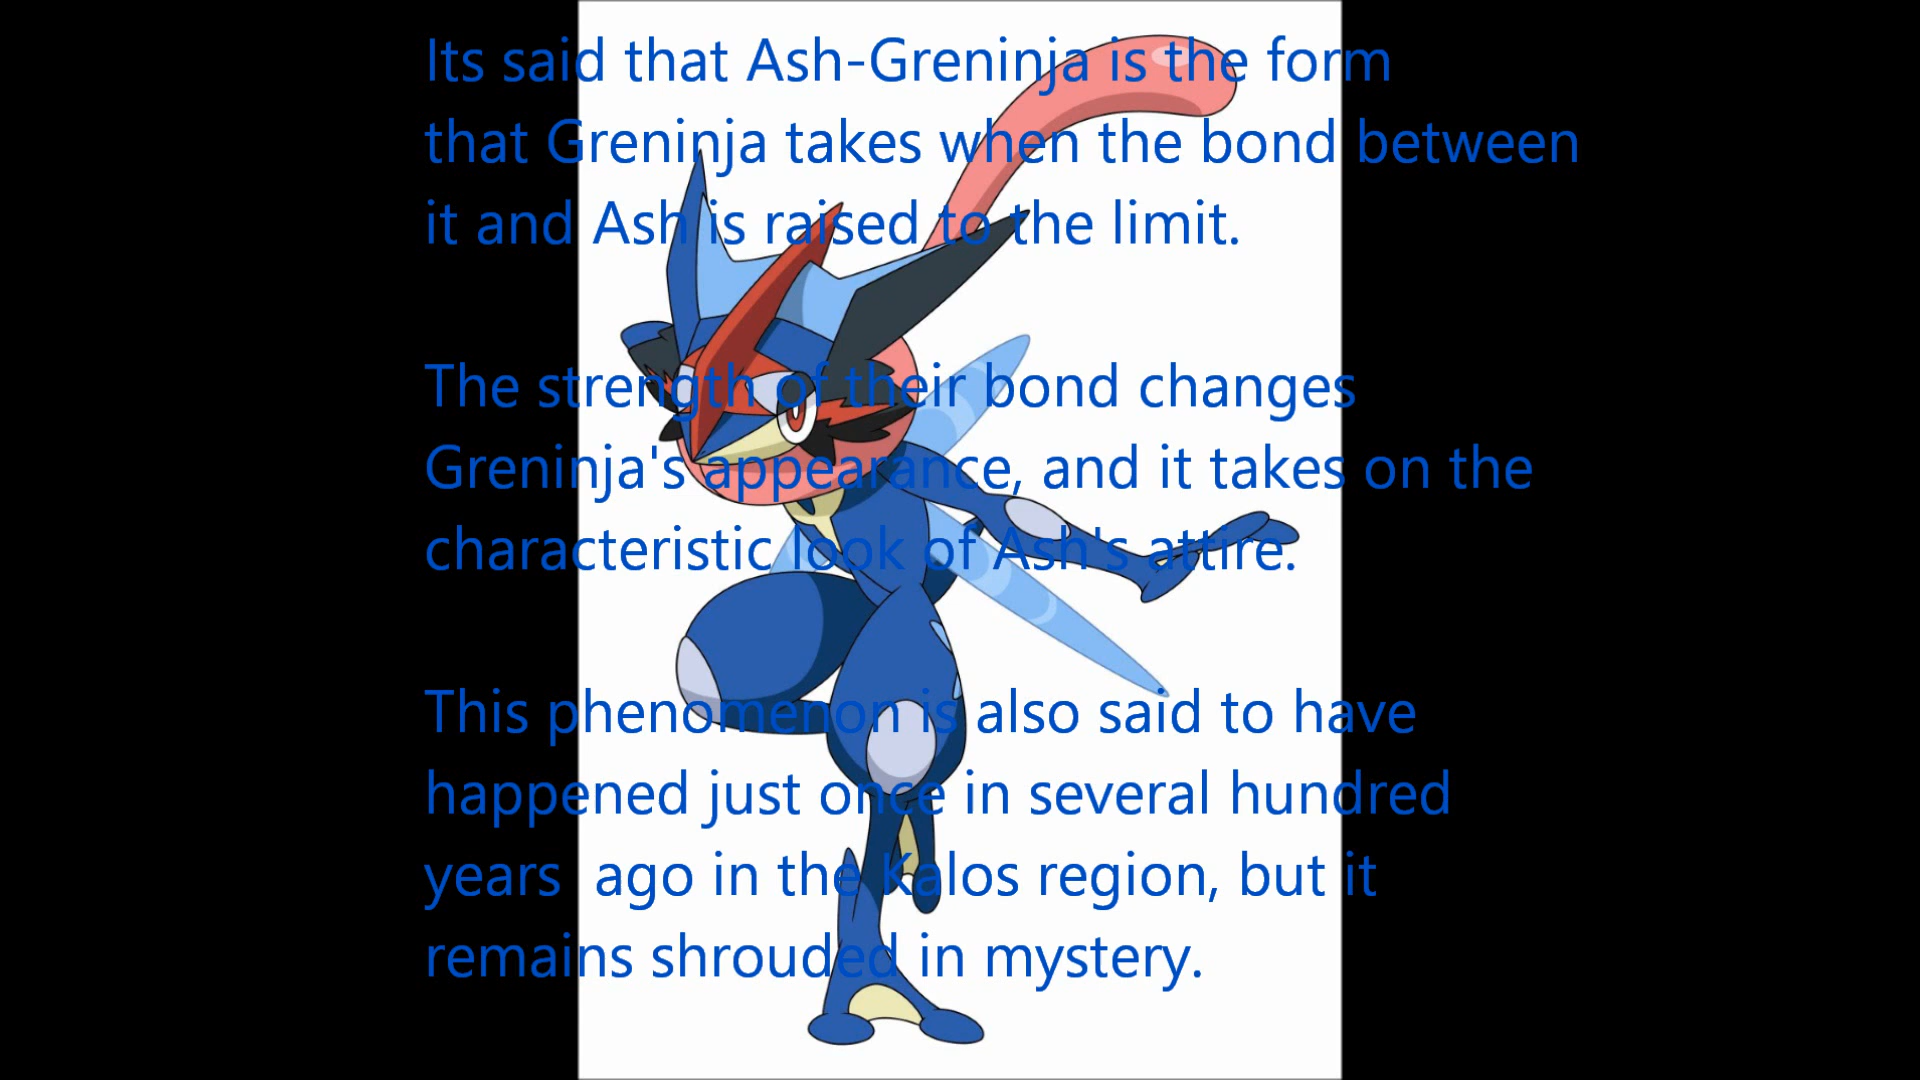 Its said that Ash-Greninja is the form
that Greninja takes when the bond between
it and Ash is raised to the limit.
The strength of their bond changes
Greninja's appearance, and it takes on the
characteristic look of Ash's attire.
This phenomenon is also said to have
happened just once in several hundred
years  ago in the Kalos region, but it
remains shrouded in mystery.